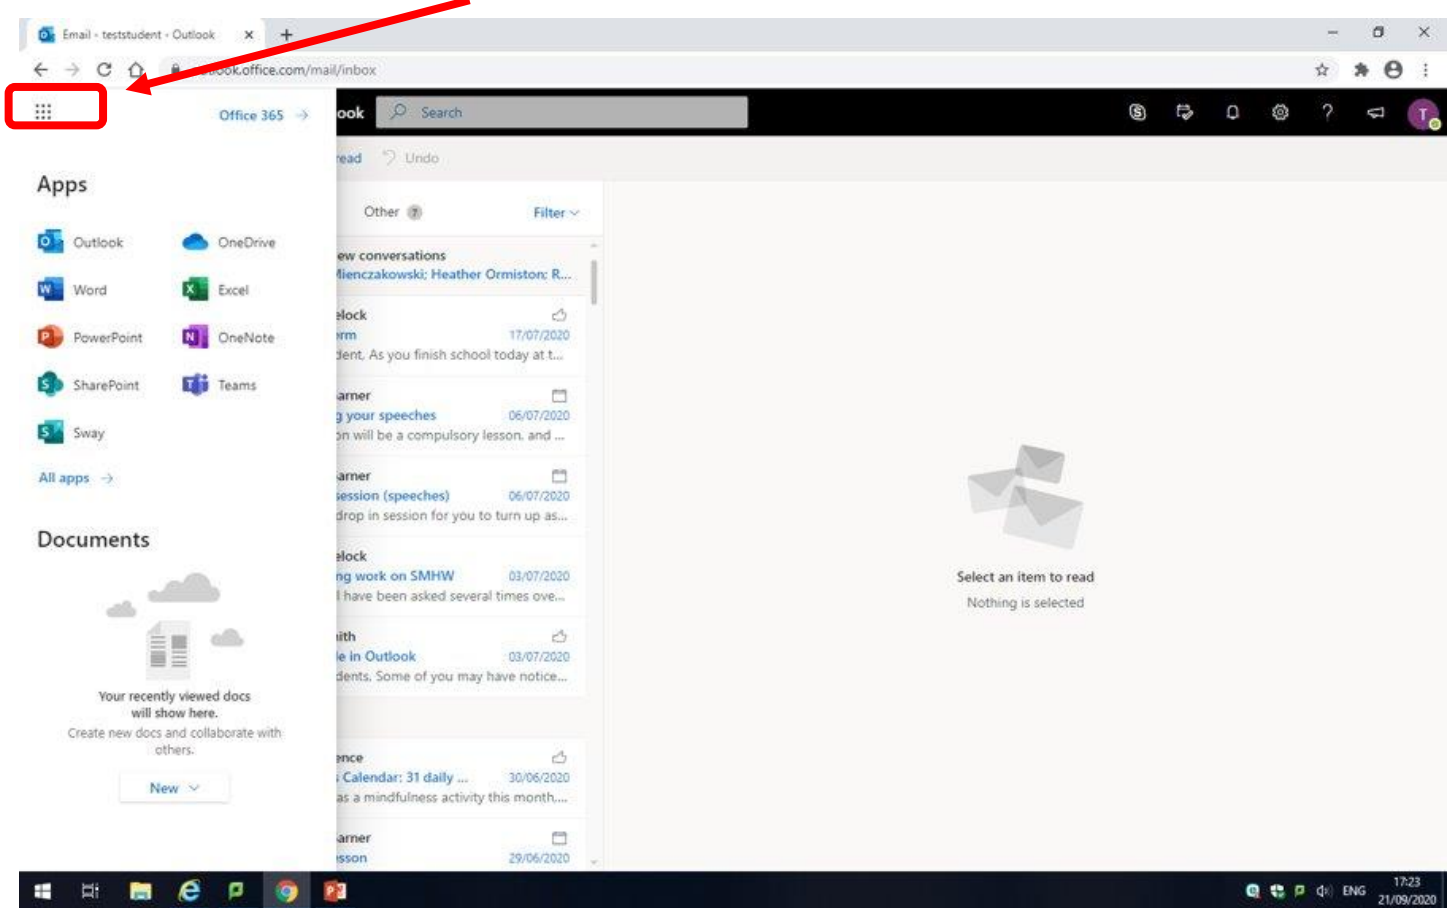 Email - teststudent - Outlook
outlook.office.com/mail/inbox
Office 365 →
ook
Search
read
Undo
Apps
Outlook
OneDrive
Word
Excel
PowerPoint
OneNote
SharePoint
Teams
Sway
All apps →
Documents
Your recently viewed docs
will show here.
Create new docs and collaborate with
others.
New
Other 7
Filter
ew conversations
Mienczakowski; Heather Ormiston; R...
elock
orm 17/07/2020
dent, As you finish school today at t...
arner
g your speeches 06/07/2020
on will be a compulsory lesson, and ...
arner
session (speeches) 06/07/2020
drop in session for you to turn up as...
elock
ng work on SMHW 03/07/2020
I have been asked several times ove...
ith
le in Outlook 03/07/2020
dents, Some of you may have notice...
ence
s Calendar: 31 daily ... 30/06/2020
as a mindfulness activity this month,...
arner
esson 29/06/2020
Select an item to read
Nothing is selected
T
ENG
17:23
21/09/2020